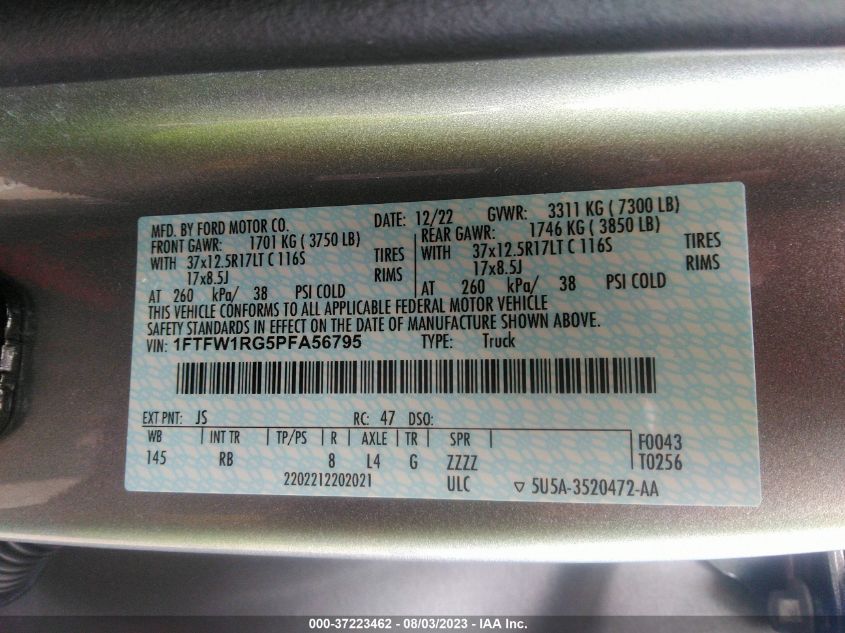 MFD. BY FORD MOTOR CO. DATE: 12/22 GVWR: 3311 KG ( 7300 LB)
FRONT GAWR: 1701 KG ( 3750 LB) REAR GAWR: 1746 KG ( 3850 LB)
WITH 37x12.5R17LT C 116S TIRES WITH 37x12.5R17LT C 116S TIRES
17x8.5J RIMS 17x8.5J RIMS
AT 260 kPa/ 38 PSI COLD AT 260 kPa/ 38 PSI COLD
THIS VEHICLE CONFORMS TO ALL APPLICABLE FEDERAL MOTOR VEHICLE
SAFETY STANDARDS IN EFFECT ON THE DATE OF MANUFACTURE SHOWN ABOVE.
VIN: 1FTFW1RG5PFA56795 TYPE: Truck
EXT PNT: JS RC: 47 DSO:
WB INT TR TP/PS R AXLE TR SPR F0043
145 RB 8 L4 G ZZZZ T0256
2202212202021 ULC ▽ 5U5A-3520472-AA
000-37223462 - 08/03/2023 - IAA Inc.